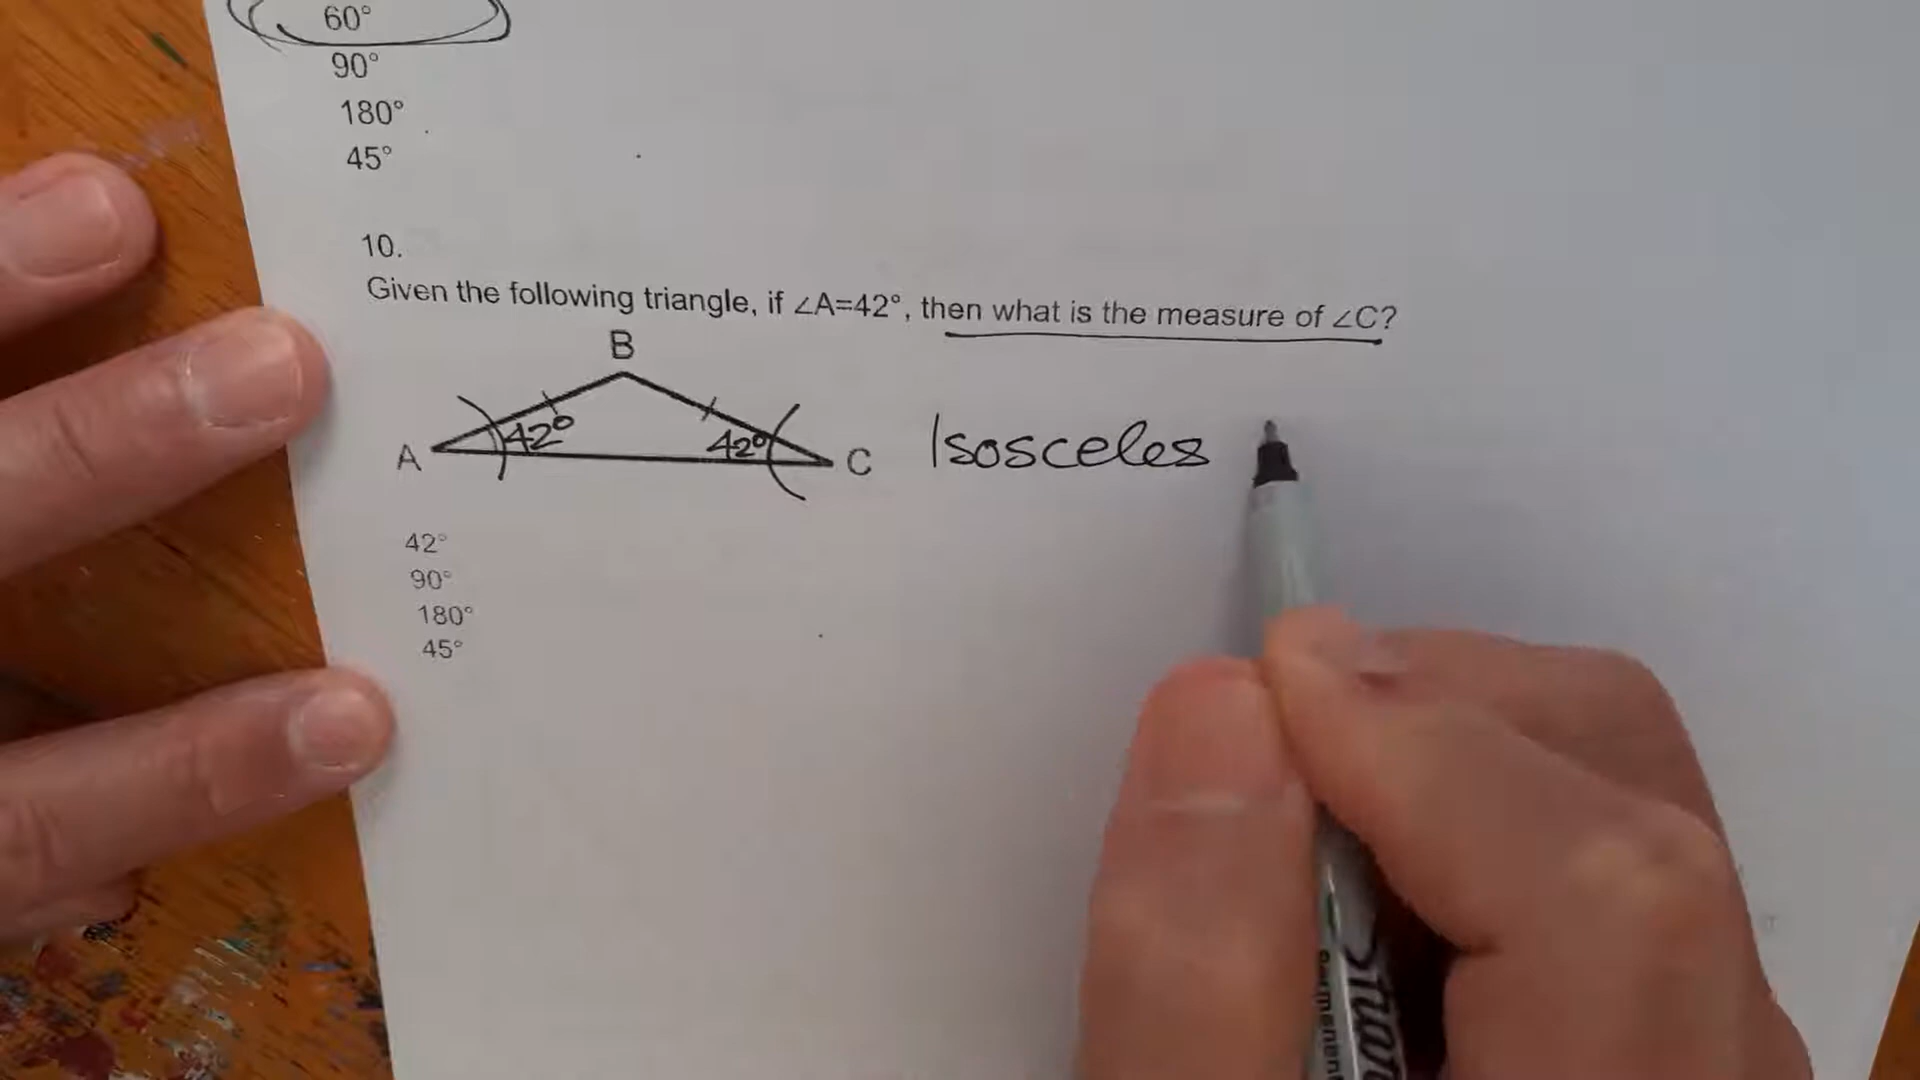 60°
90°
180°
45°
10.
Given the following triangle, if ∠A=42°, then what is the measure of ∠C?
B
42°
42°
A
C
Isosceles
42°
90°
180°
45°